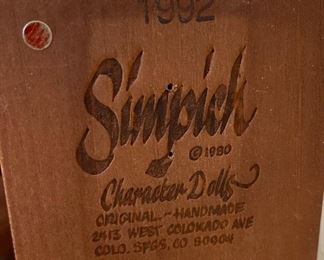 1992
Simpich
© 1980
Character Dolls
ORIGINAL - HANDMADE
2413 WEST COLORADO AVE
COLO. SPGS, CO 80904